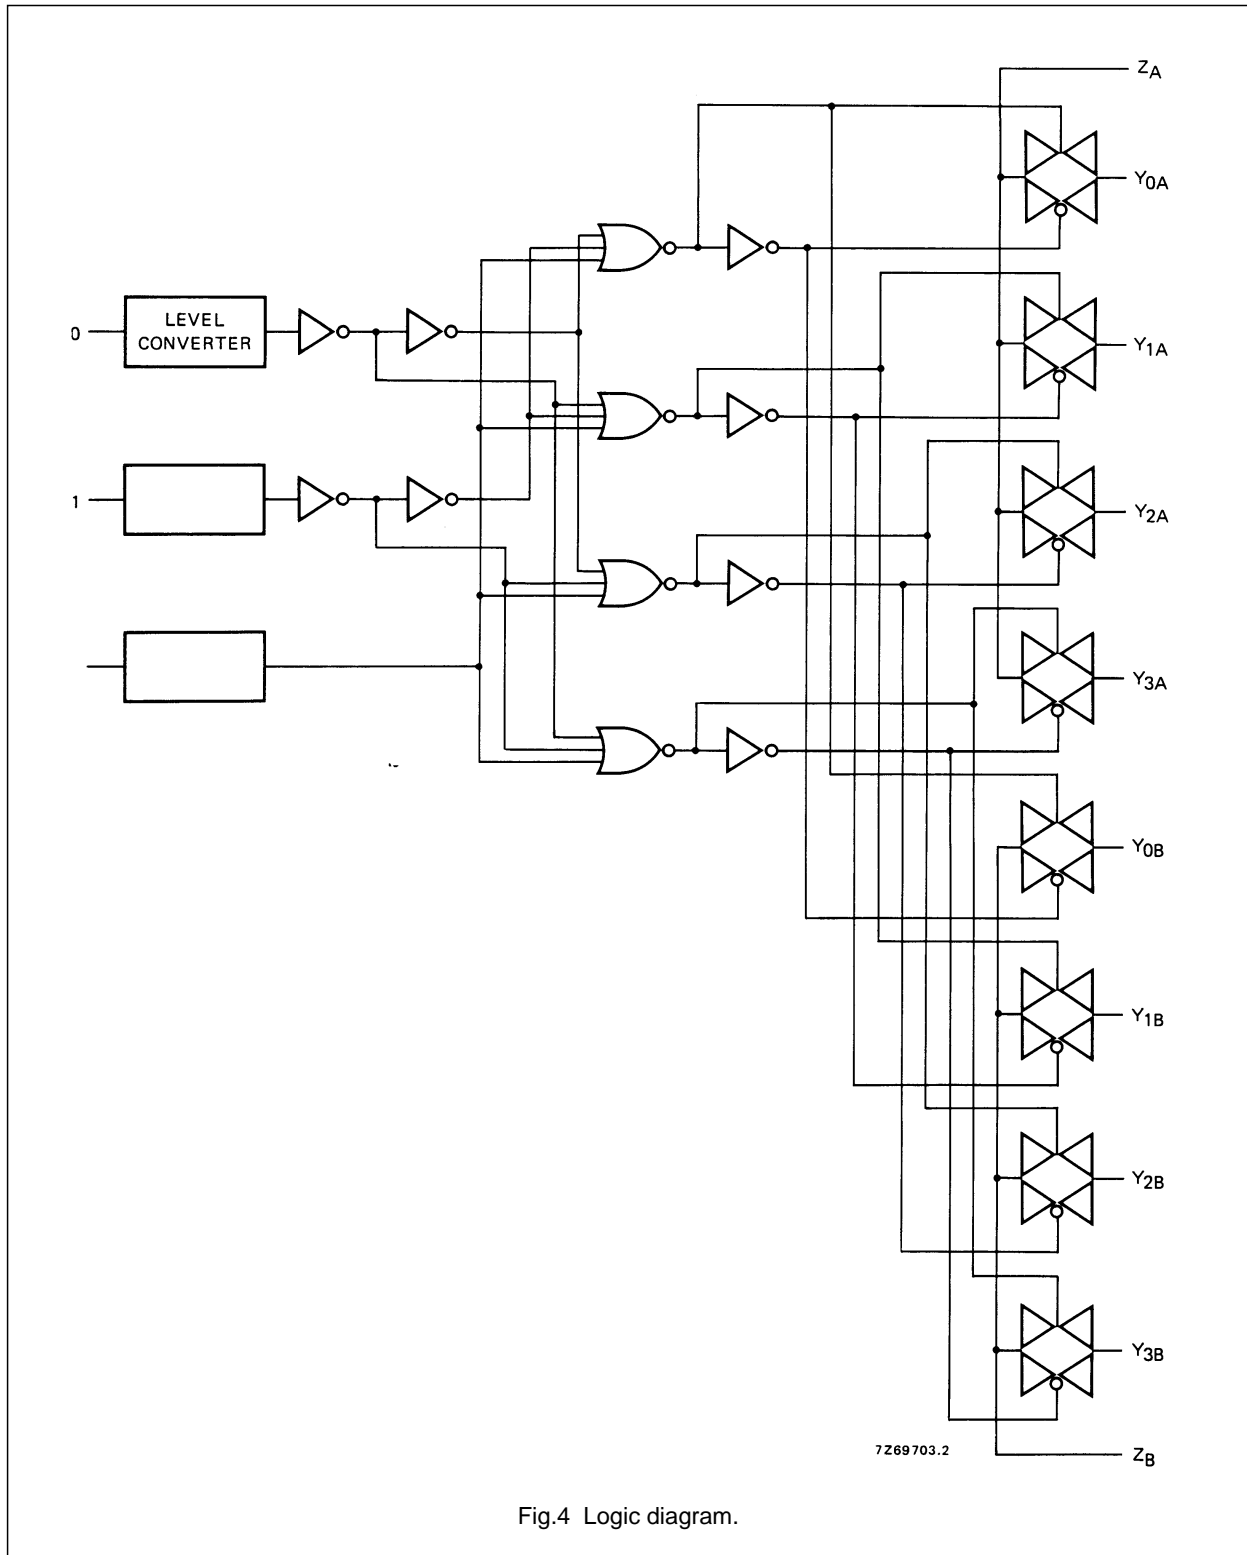 ZA
Y0A
0
LEVEL
CONVERTER
Y1A
1
Y2A
Y3A
Y0B
Y1B
Y2B
Y3B
7Z69703.2
ZB
Fig.4 Logic diagram.